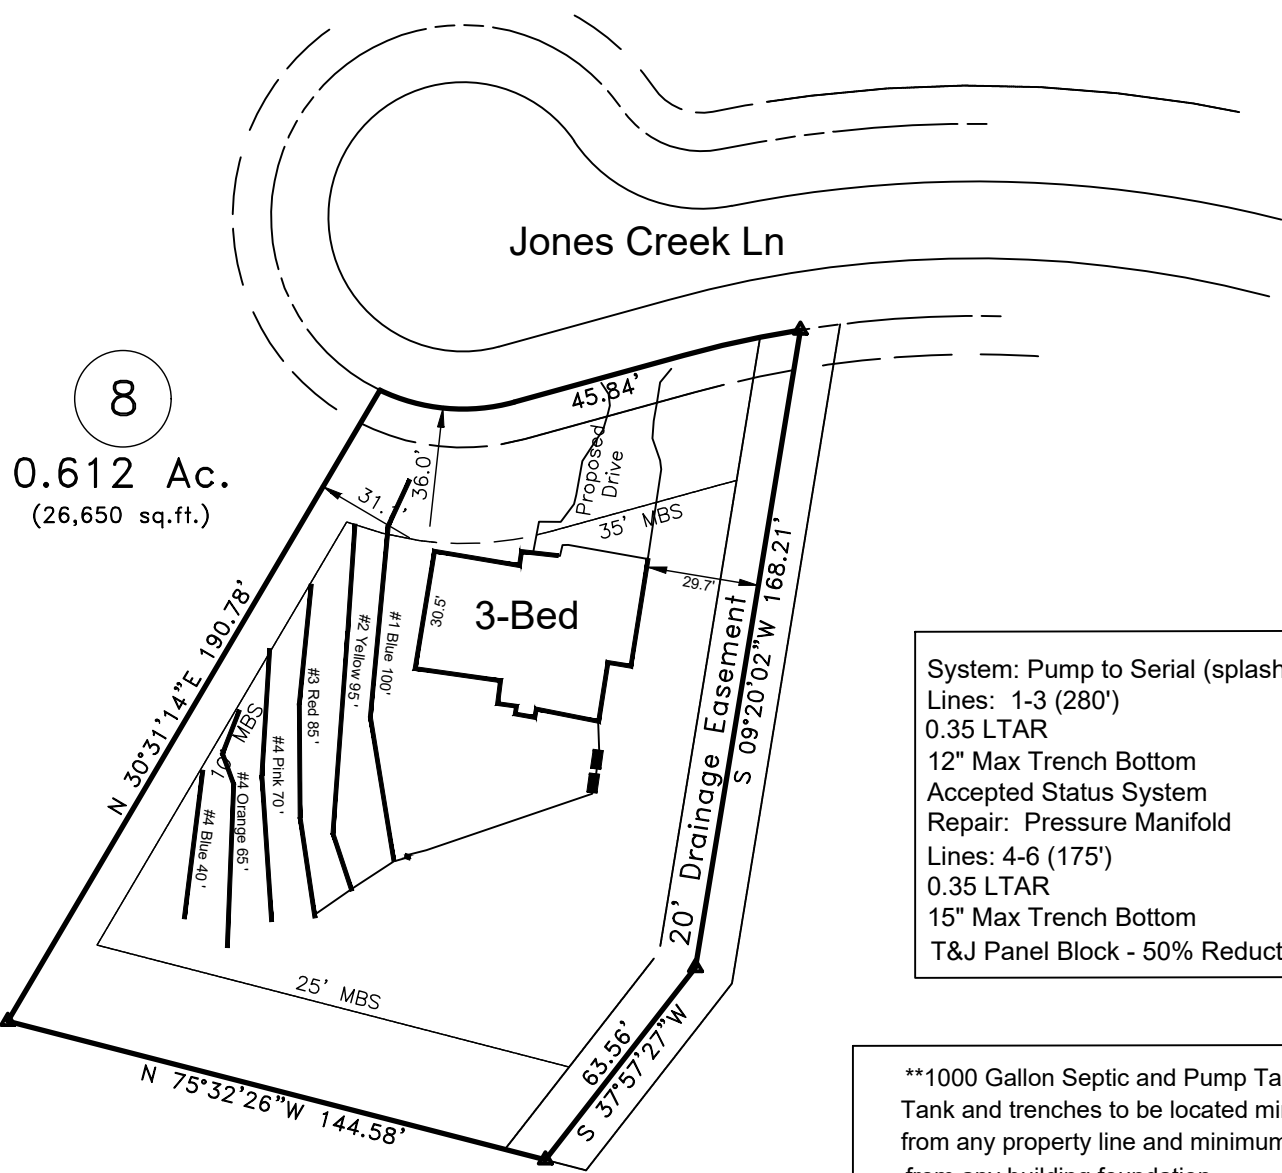 Jones Creek Ln
8
0.612 Ac.
(26,650 sq.ft.)
45.84'
36.0'
31.
Proposed
Drive
35' MBS
29.7'
30.5'
3-Bed
N 30°31'14"E 190.78'
S 09°20'02"W 168.21'
20' Drainage Easement
#1 Blue 100'
#2 Yellow 95'
#3 Red 85'
#4 Pink 70'
#4 Orange 65'
#4 Blue 40'
MBS
25' MBS
N 75°32'26"W 144.58'
63.56'
S 37°57'27"W
System: Pump to Serial (splash
Lines: 1-3 (280')
0.35 LTAR
12" Max Trench Bottom
Accepted Status System
Repair: Pressure Manifold
Lines: 4-6 (175')
0.35 LTAR
15" Max Trench Bottom
T&J Panel Block - 50% Reduct
**1000 Gallon Septic and Pump Ta
Tank and trenches to be located mi
from any property line and minimum
from any building foundation